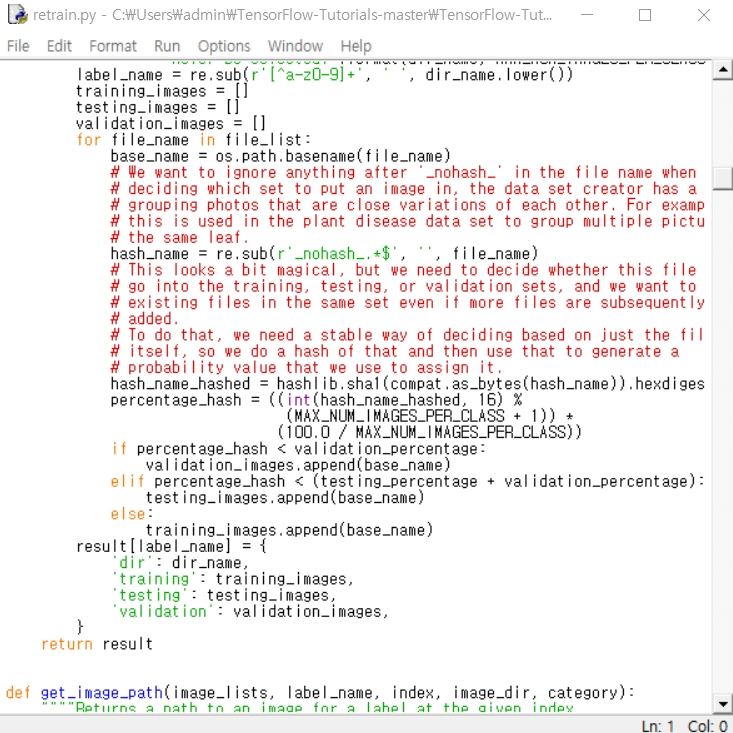 retrain.py - C:₩Users₩admin₩TensorFlow-Tutorials-master₩TensorFlow-Tut...
File Edit Format Run Options Window Help
label_name = re.sub(r'[^a-z0-9]+', ' ', dir_name.lower())
training_images = []
testing_images = []
validation_images = []
for file_name in file_list:
base_name = os.path.basename(file_name)
# We want to ignore anything after '_nohash_' in the file name when
# deciding which set to put an image in, the data set creator has a
# grouping photos that are close variations of each other. For examp
# this is used in the plant disease data set to group multiple pictu
# the same leaf.
hash_name = re.sub(r'_nohash_.*$', '', file_name)
# This looks a bit magical, but we need to decide whether this file
# go into the training, testing, or validation sets, and we want to
# existing files in the same set even if more files are subsequently
# added.
# To do that, we need a stable way of deciding based on just the fil
# itself, so we do a hash of that and then use that to generate a
# probability value that we use to assign it.
hash_name_hashed = hashlib.sha1(compat.as_bytes(hash_name)).hexdiges
percentage_hash = ((int(hash_name_hashed, 16) %
(MAX_NUM_IMAGES_PER_CLASS + 1)) *
(100.0 / MAX_NUM_IMAGES_PER_CLASS))
if percentage_hash < validation_percentage:
validation_images.append(base_name)
elif percentage_hash < (testing_percentage + validation_percentage):
testing_images.append(base_name)
else:
training_images.append(base_name)
result[label_name] = {
'dir': dir_name,
'training': training_images,
'testing': testing_images,
'validation': validation_images,
}
return result
def get_image_path(image_lists, label_name, index, image_dir, category):
""""Returns a path to an image for a label at the given index.
Ln: 1 Col: 0